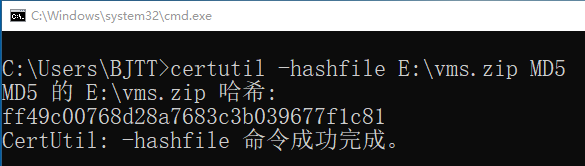 C:\Windows\system32\cmd.exe
C:\Users\BJTT>certutil -hashfile E:\vms.zip MD5
MD5 的 E:\vms.zip 哈希:
ff49c00768d28a7683c3b039677f1c81
CertUtil: -hashfile 命令成功完成。